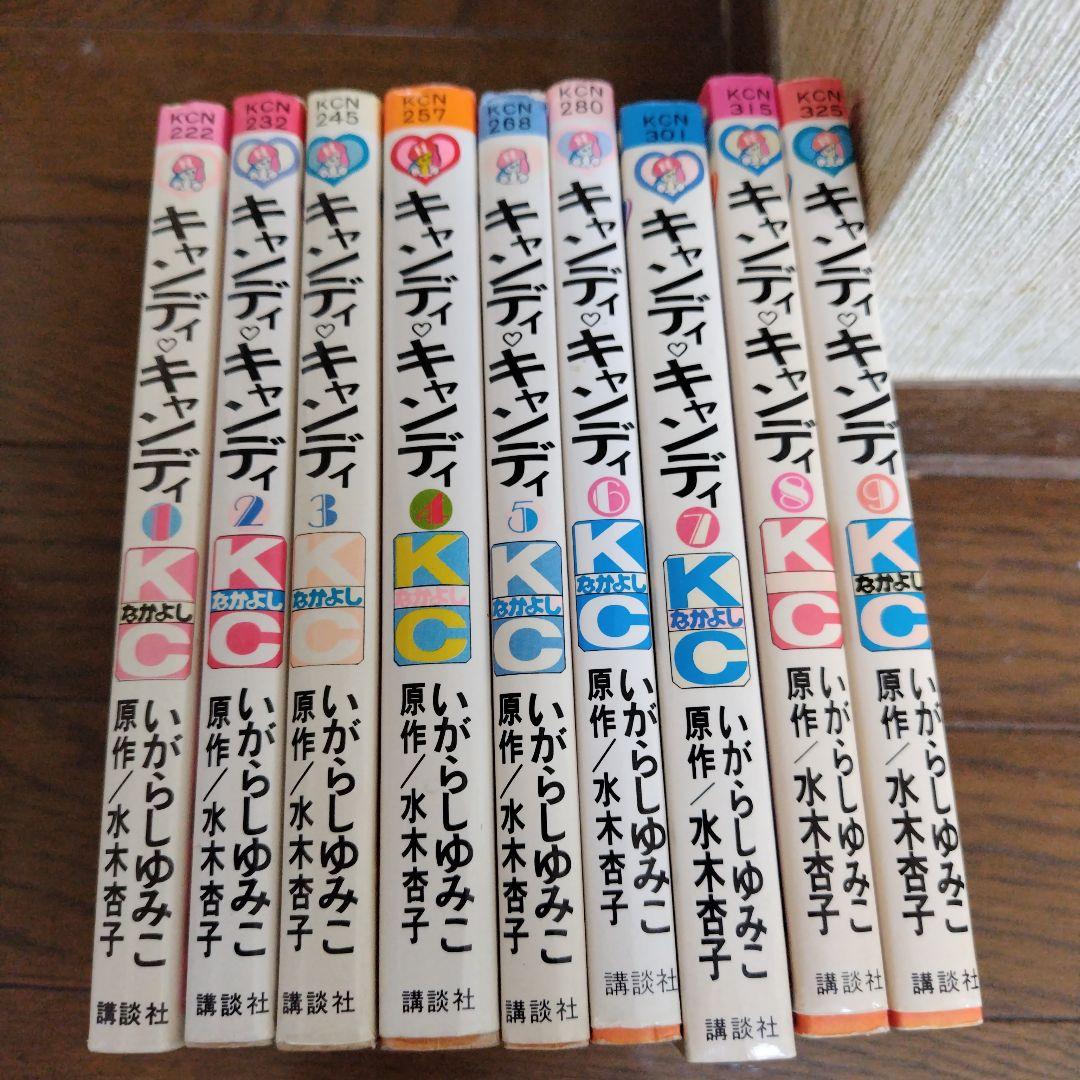 KCN
222
キャンディ♡キャンディ
1
K
なかよし
C
いがらしゆみこ
原作／水木杏子
講談社
KCN
232
キャンディ♡キャンディ
2
K
なかよし
C
いがらしゆみこ
原作／水木杏子
講談社
KCN
245
キャンディ♡キャンディ
3
K
なかよし
C
いがらしゆみこ
原作／水木杏子
講談社
KCN
257
キャンディ♡キャンディ
4
K
なかよし
C
いがらしゆみこ
原作／水木杏子
講談社
KCN
268
キャンディ♡キャンディ
5
K
なかよし
C
いがらしゆみこ
原作／水木杏子
講談社
KCN
280
キャンディ♡キャンディ
6
K
なかよし
C
いがらしゆみこ
原作／水木杏子
講談社
KCN
301
キャンディ♡キャンディ
7
K
なかよし
C
いがらしゆみこ
原作／水木杏子
講談社
KCN
315
キャンディ♡キャンディ
8
K
なかよし
C
いがらしゆみこ
原作／水木杏子
講談社
KCN
325
キャンディ♡キャンディ
9
K
なかよし
C
いがらしゆみこ
原作／水木杏子
講談社